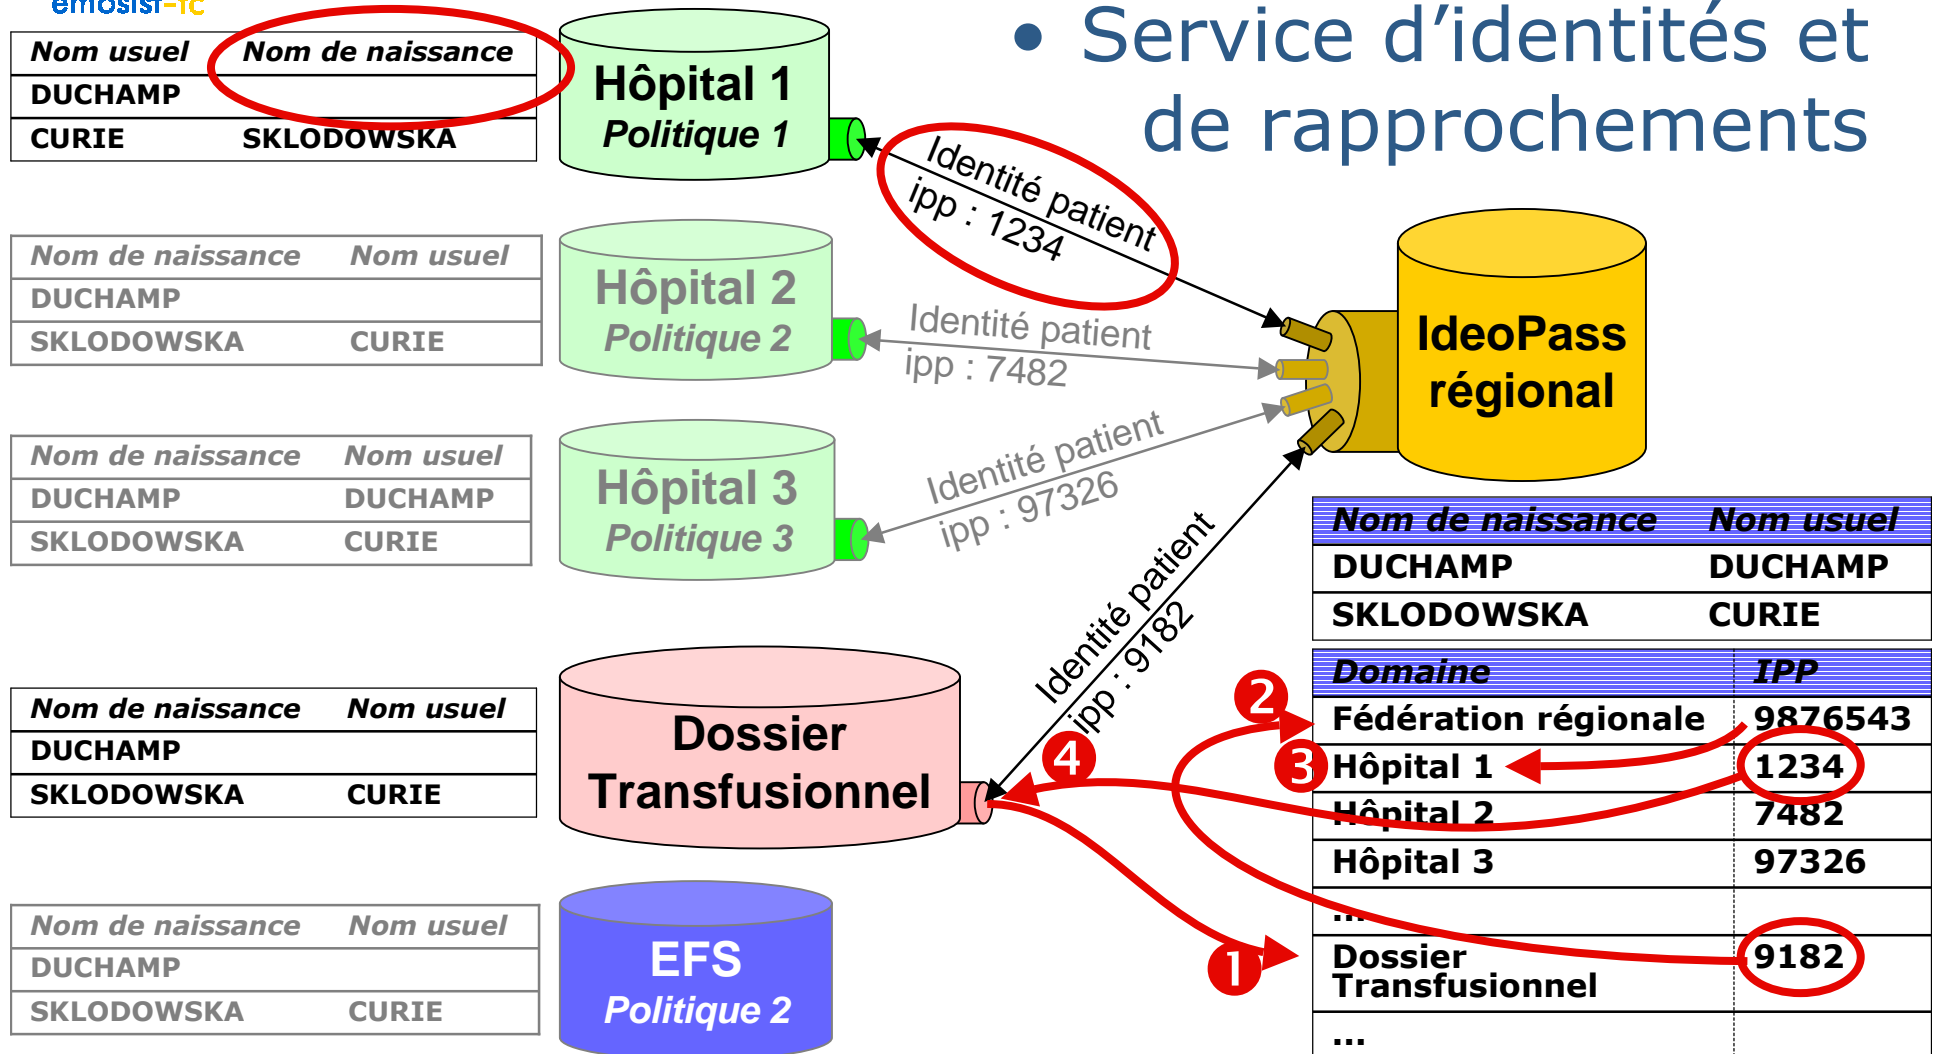 emosist-fc
• Service d’identités et
de rapprochements
Nom usuel Nom de naissance
DUCHAMP
CURIE SKLODOWSKA
Hôpital 1
Politique 1
Identité patient
ipp : 1234
Nom de naissance Nom usuel
DUCHAMP
SKLODOWSKA CURIE
Hôpital 2
Politique 2
Identité patient
ipp : 7482
IdeoPass
régional
Nom de naissance Nom usuel
DUCHAMP DUCHAMP
SKLODOWSKA CURIE
Hôpital 3
Politique 3
Identité patient
ipp : 97326
Nom de naissance Nom usuel
DUCHAMP DUCHAMP
SKLODOWSKA CURIE
Nom de naissance Nom usuel
DUCHAMP
SKLODOWSKA CURIE
Dossier
Transfusionnel
Identité patient
ipp : 9182
Domaine IPP
2 Fédération régionale 9876543
3 Hôpital 1 1234
4
Hôpital 2 7482
Hôpital 3 97326
...
1 Dossier 9182
Transfusionnel
...
Nom de naissance Nom usuel
DUCHAMP
SKLODOWSKA CURIE
EFS
Politique 2